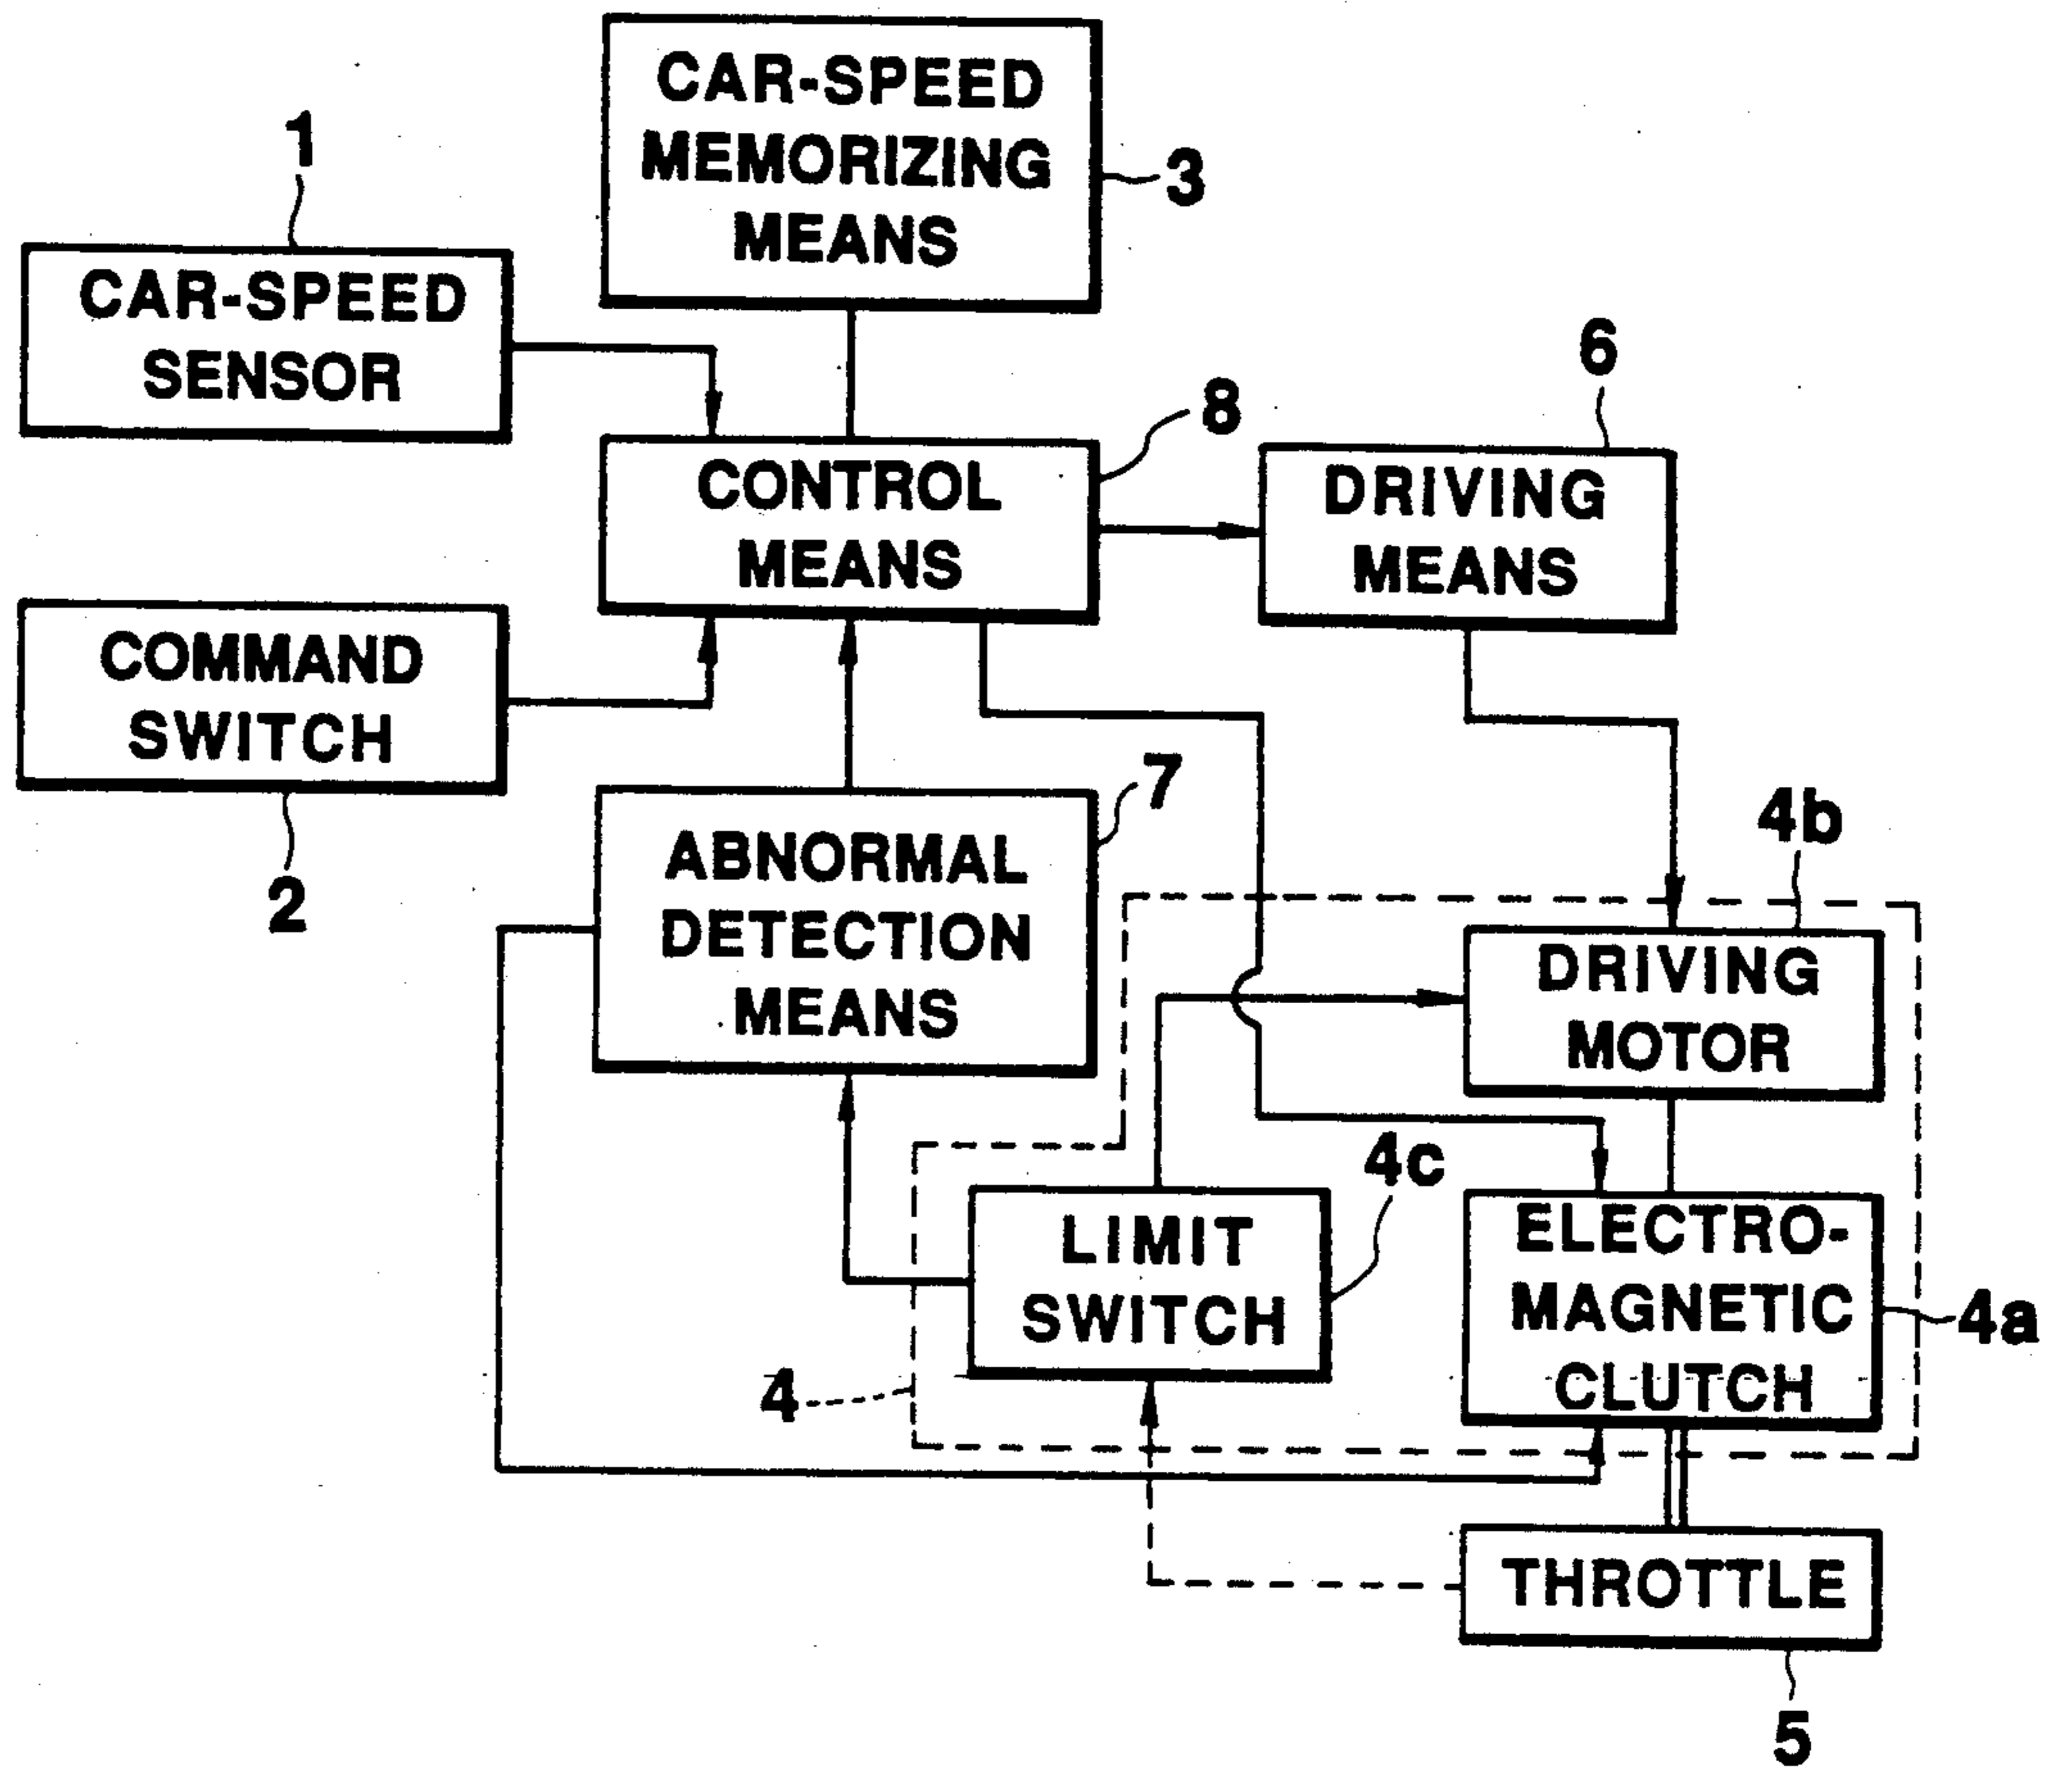 CAR-SPEED
MEMORIZING
MEANS
3
1
CAR-SPEED
SENSOR
8
6
CONTROL
MEANS
DRIVING
MEANS
COMMAND
SWITCH
2
7
ABNORMAL
DETECTION
MEANS
4b
DRIVING
MOTOR
4c
LIMIT
SWITCH
4
ELECTRO-
MAGNETIC
CLUTCH
4a
THROTTLE
5